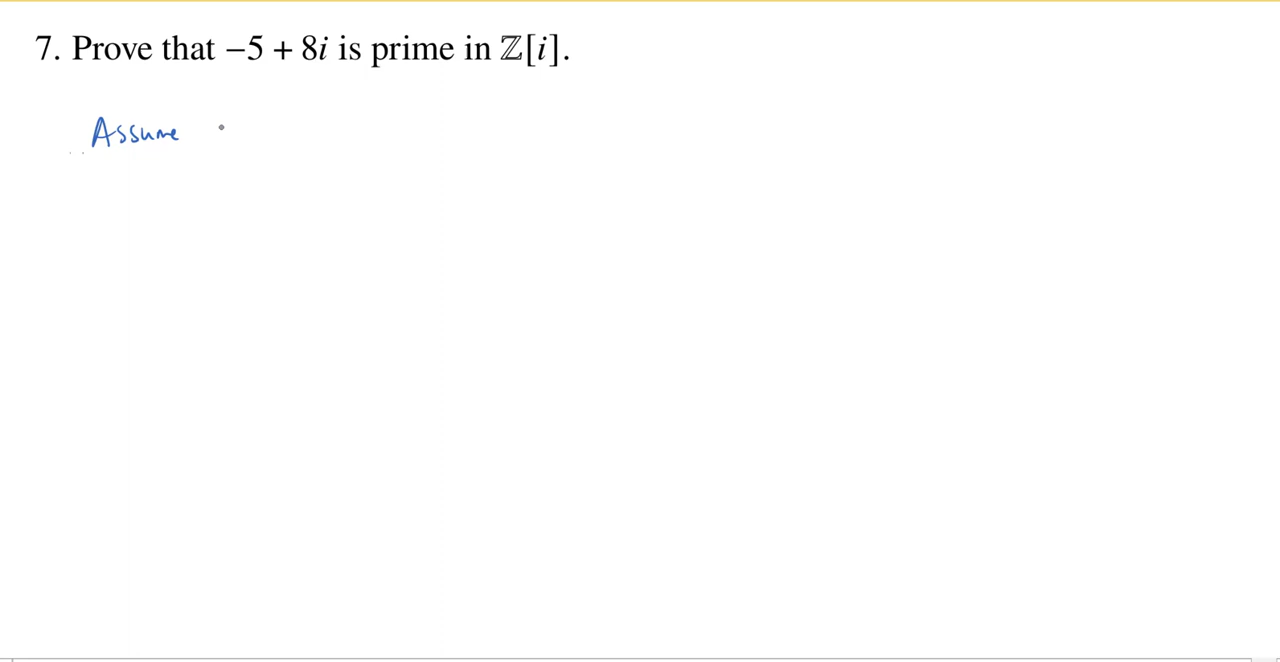 7. Prove that −5 + 8i is prime in ℤ[i].
Assume